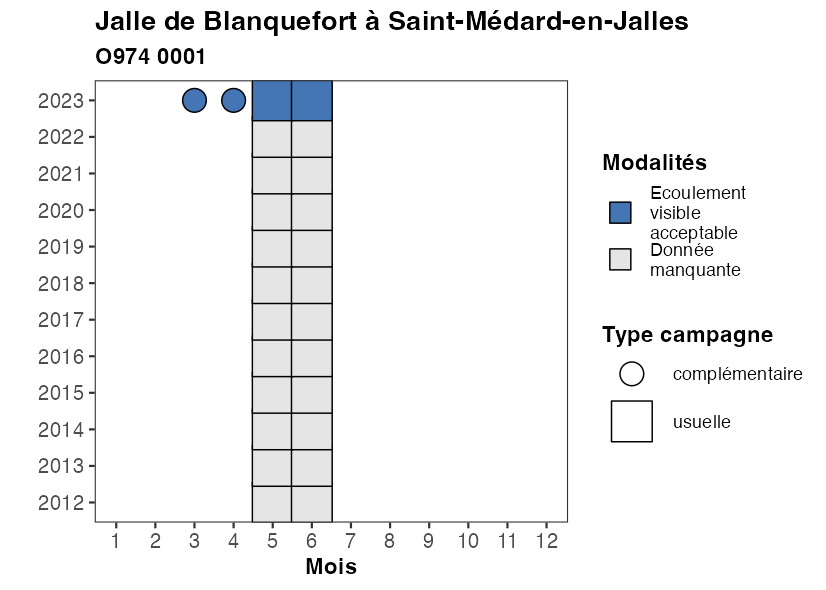 Jalle de Blanquefort à Saint-Médard-en-Jalles
O974 0001
2023
2022
2021
2020
2019
2018
2017
2016
2015
2014
2013
2012
1 2 3 4 5 6 7 8 9 10 11 12
Mois
Modalités
Ecoulement
visible
acceptable
Donnée
manquante
Type campagne
complémentaire
usuelle